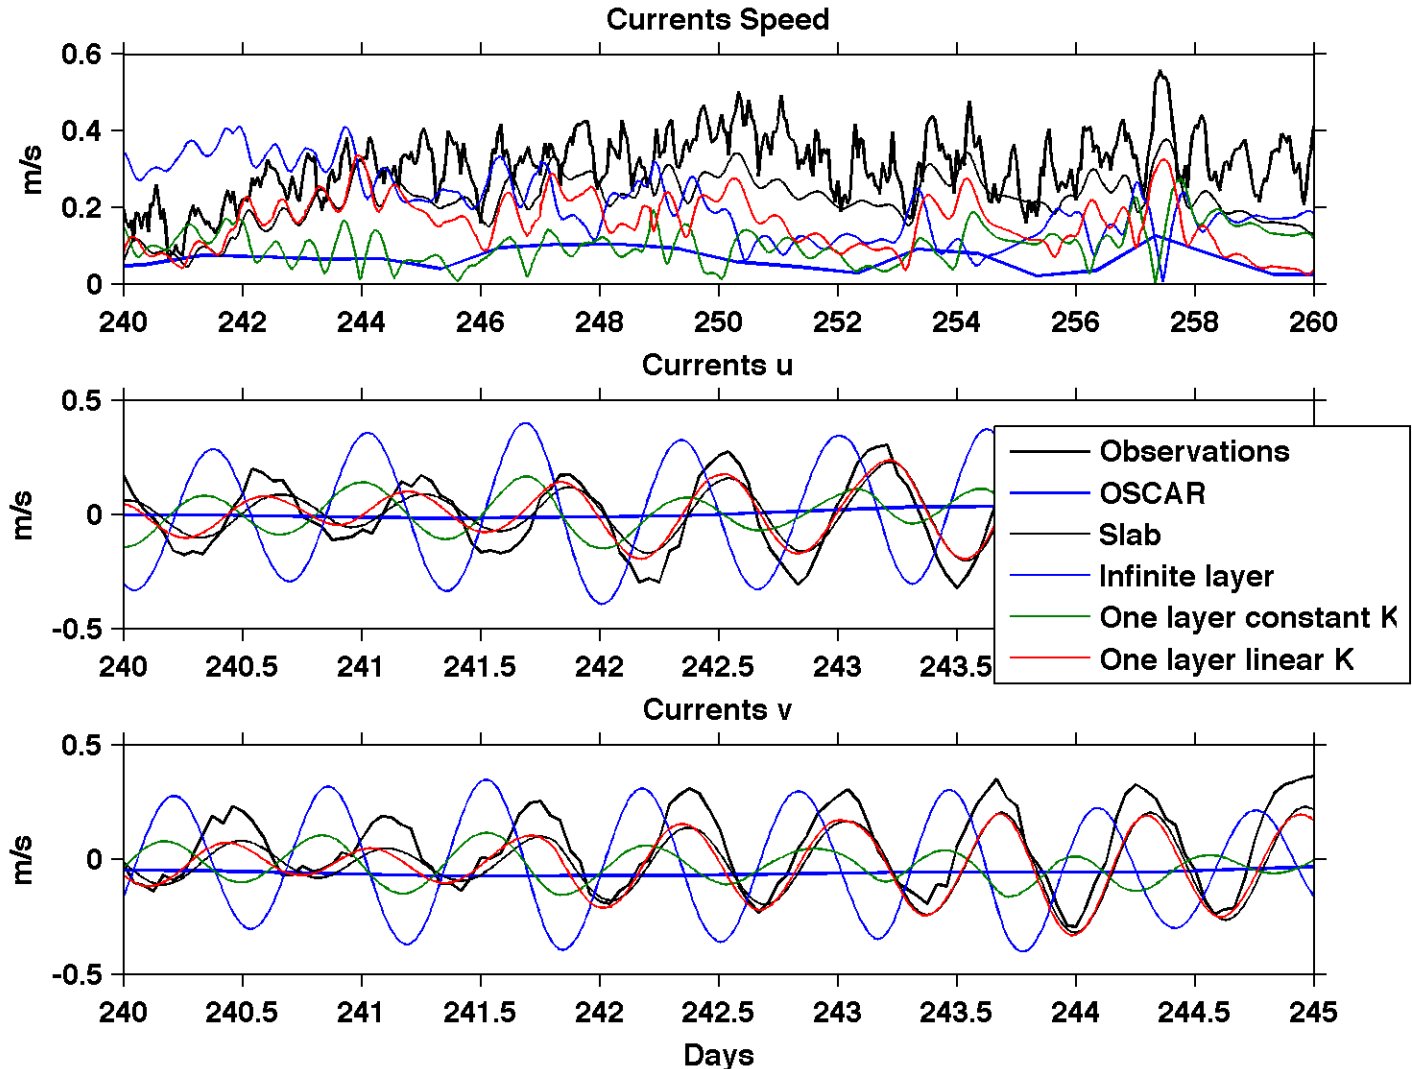 Currents Speed
0.6
0.4
0.2
0
m/s
240 242 244 246 248 250 252 254 256 258 260
Currents u
0.5
0
-0.5
m/s
240 240.5 241 241.5 242 242.5 243 243.5
Observations
OSCAR
Slab
Infinite layer
One layer constant K
One layer linear K
Currents v
0.5
0
-0.5
m/s
240 240.5 241 241.5 242 242.5 243 243.5 244 244.5 245
Days